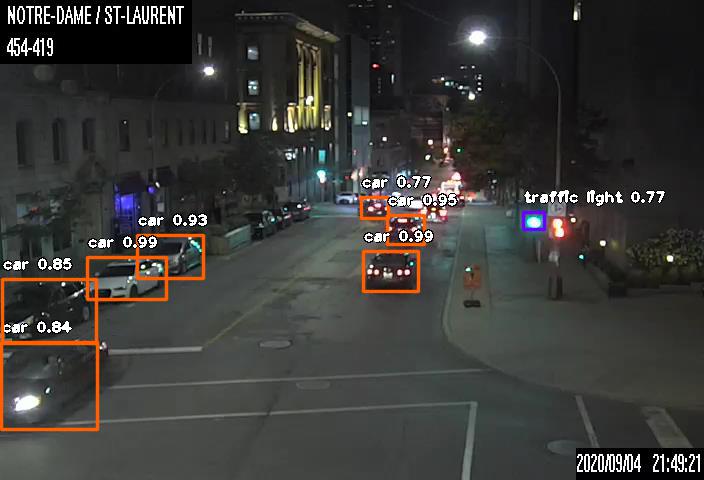 NOTRE-DAME / ST-LAURENT
454-419
car 0.77
car 0.95
traffic light 0.77
car 0.93
car 0.99
car 0.99
car 0.85
car 0.84
2020/09/04 21:49:21